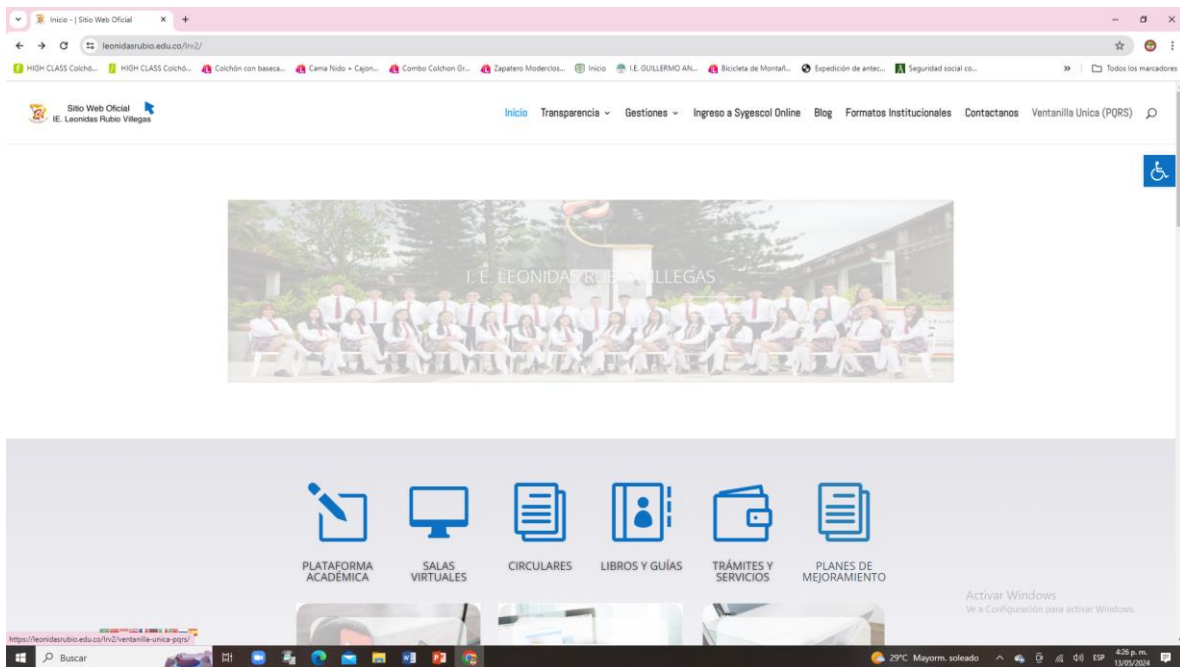 Inicio - | Sitio Web Oficial
leonidasrubio.edu.co/lrv2/
HIGH CLASS Colchó... HIGH CLASS Colchó... Colchón con baseca... Cama Nido + Cajon... Combo Colchon Gr... Zapatero Moderclos... Inicio I.E. GUILLERMO AN... Bicicleta de Montañ... Expedición de antec... Seguridad social co... » Todos los marcadores
Sitio Web Oficial
IE. Leonidas Rubio Villegas
Inicio Transparencia Gestiones Ingreso a Sygescol Online Blog Formatos Institucionales Contactanos Ventanilla Unica (PQRS)
I. E. LEONIDAS RUBIO VILLEGAS
PLATAFORMA
ACADÉMICA
SALAS
VIRTUALES
CIRCULARES
LIBROS Y GUÍAS
TRÁMITES Y
SERVICIOS
PLANES DE
MEJORAMIENTO
Activar Windows
Ve a Configuración para activar Windows.
https://leonidasrubio.edu.co/lrv2/ventanilla-unica-pqrs/
Buscar
29°C Mayorm. soleado
ESP
4:26 p. m.
13/05/2024